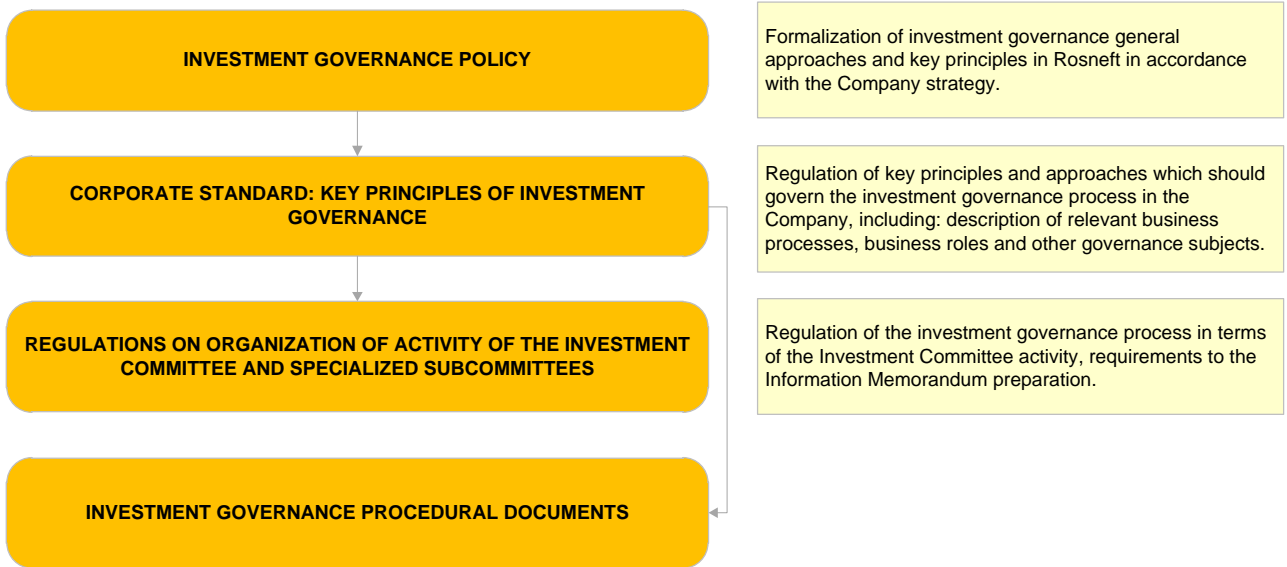 INVESTMENT GOVERNANCE POLICY
Formalization of investment governance general
approaches and key principles in Rosneft in accordance
with the Company strategy.
CORPORATE STANDARD: KEY PRINCIPLES OF INVESTMENT
GOVERNANCE
Regulation of key principles and approaches which should
govern the investment governance process in the
Company, including: description of relevant business
processes, business roles and other governance subjects.
REGULATIONS ON ORGANIZATION OF ACTIVITY OF THE INVESTMENT
COMMITTEE AND SPECIALIZED SUBCOMMITTEES
Regulation of the investment governance process in terms
of the Investment Committee activity, requirements to the
Information Memorandum preparation.
INVESTMENT GOVERNANCE PROCEDURAL DOCUMENTS